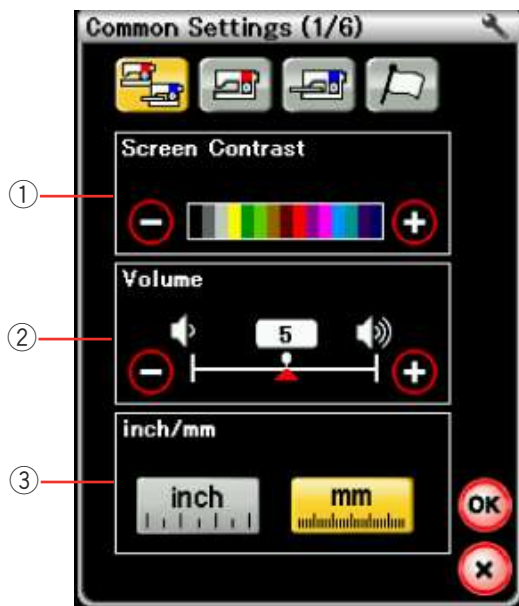 Common Settings (1/6)
① Screen Contrast
② Volume
5
inch/mm
③ inch mm
OK